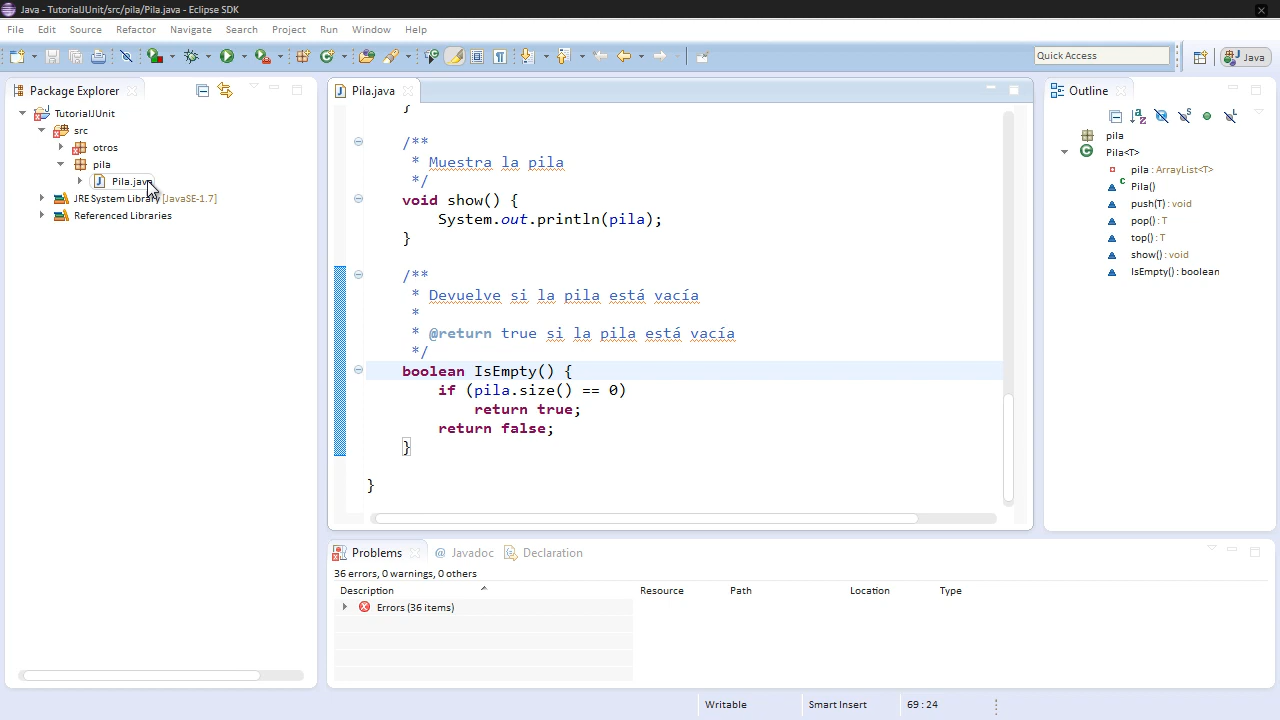 Java - TutorialJUnit/src/pila/Pila.java - Eclipse SDK
File Edit Source Refactor Navigate Search Project Run Window Help
Quick Access
Java
Package Explorer
TutorialJUnit
src
otros
pila
Pila.java
JRE System Library [JavaSE-1.7]
Referenced Libraries
Pila.java
}
/**
* Muestra la pila
*/
void show() {
System.out.println(pila);
}
/**
* Devuelve si la pila está vacía
*
* @return true si la pila está vacía
*/
boolean IsEmpty() {
if (pila.size() == 0)
return true;
return false;
}
}
Outline
pila
Pila<T>
pila : ArrayList<T>
Pila()
push(T) : void
pop() : T
top() : T
show() : void
IsEmpty() : boolean
Problems @ Javadoc Declaration
36 errors, 0 warnings, 0 others
Description Resource Path Location Type
Errors (36 items)
Writable Smart Insert 69 : 24